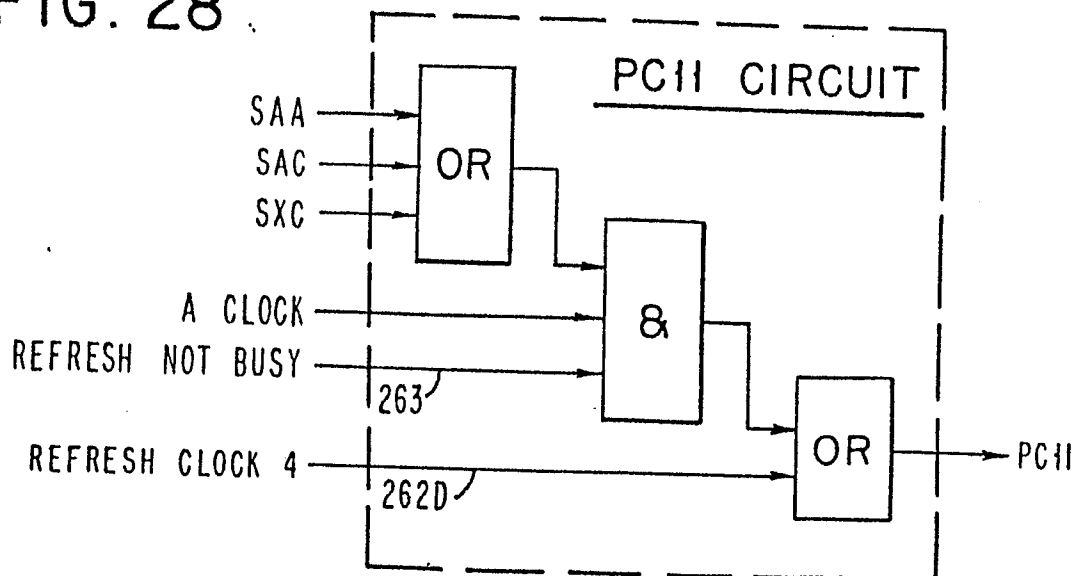 FIG. 28
PC11 CIRCUIT
SAA
SAC
SXC
OR
A CLOCK
REFRESH NOT BUSY
263
&
REFRESH CLOCK 4
262D
OR
PC11